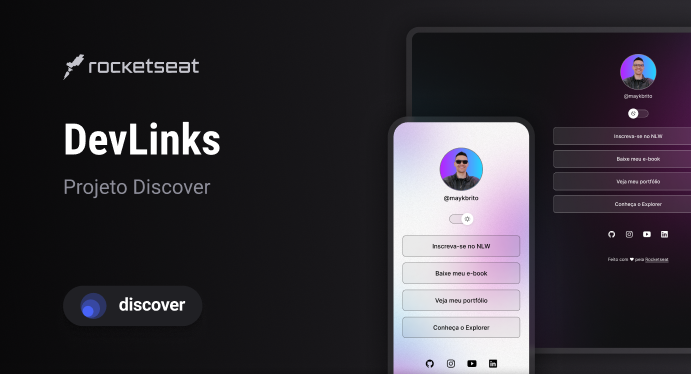 rocketseat
DevLinks
Projeto Discover
discover
@maykbrito
Inscreva-se no NLW
Baixe meu e-book
Veja meu portfólio
Conheça o Explorer
@maykbrito
Inscreva-se no NLW
Baixe meu e-book
Veja meu portfólio
Conheça o Explorer
Feito com ♥ pela Rocketseat